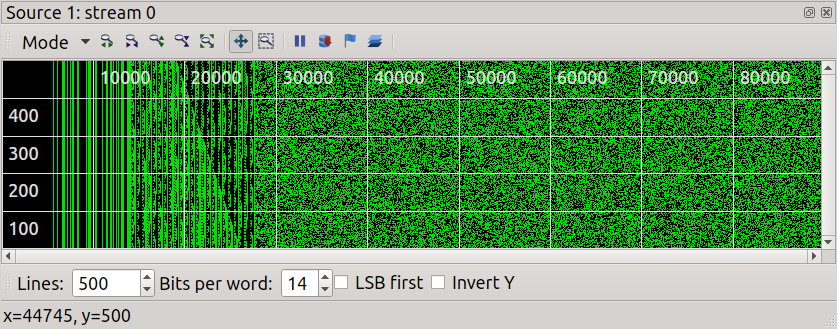 Source 1: stream 0
Mode
10000 20000 30000 40000 50000 60000 70000 80000
400
300
200
100
Lines: 500 Bits per word: 14 LSB first Invert Y
x=44745, y=500